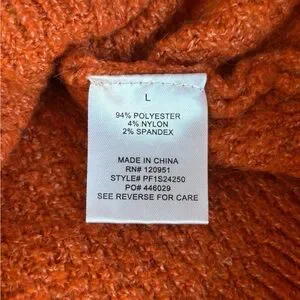 L
94% POLYESTER
4% NYLON
2% SPANDEX
MADE IN CHINA
RN# 120951
STYLE# PF1S24250
PO# 446029
SEE REVERSE FOR CARE